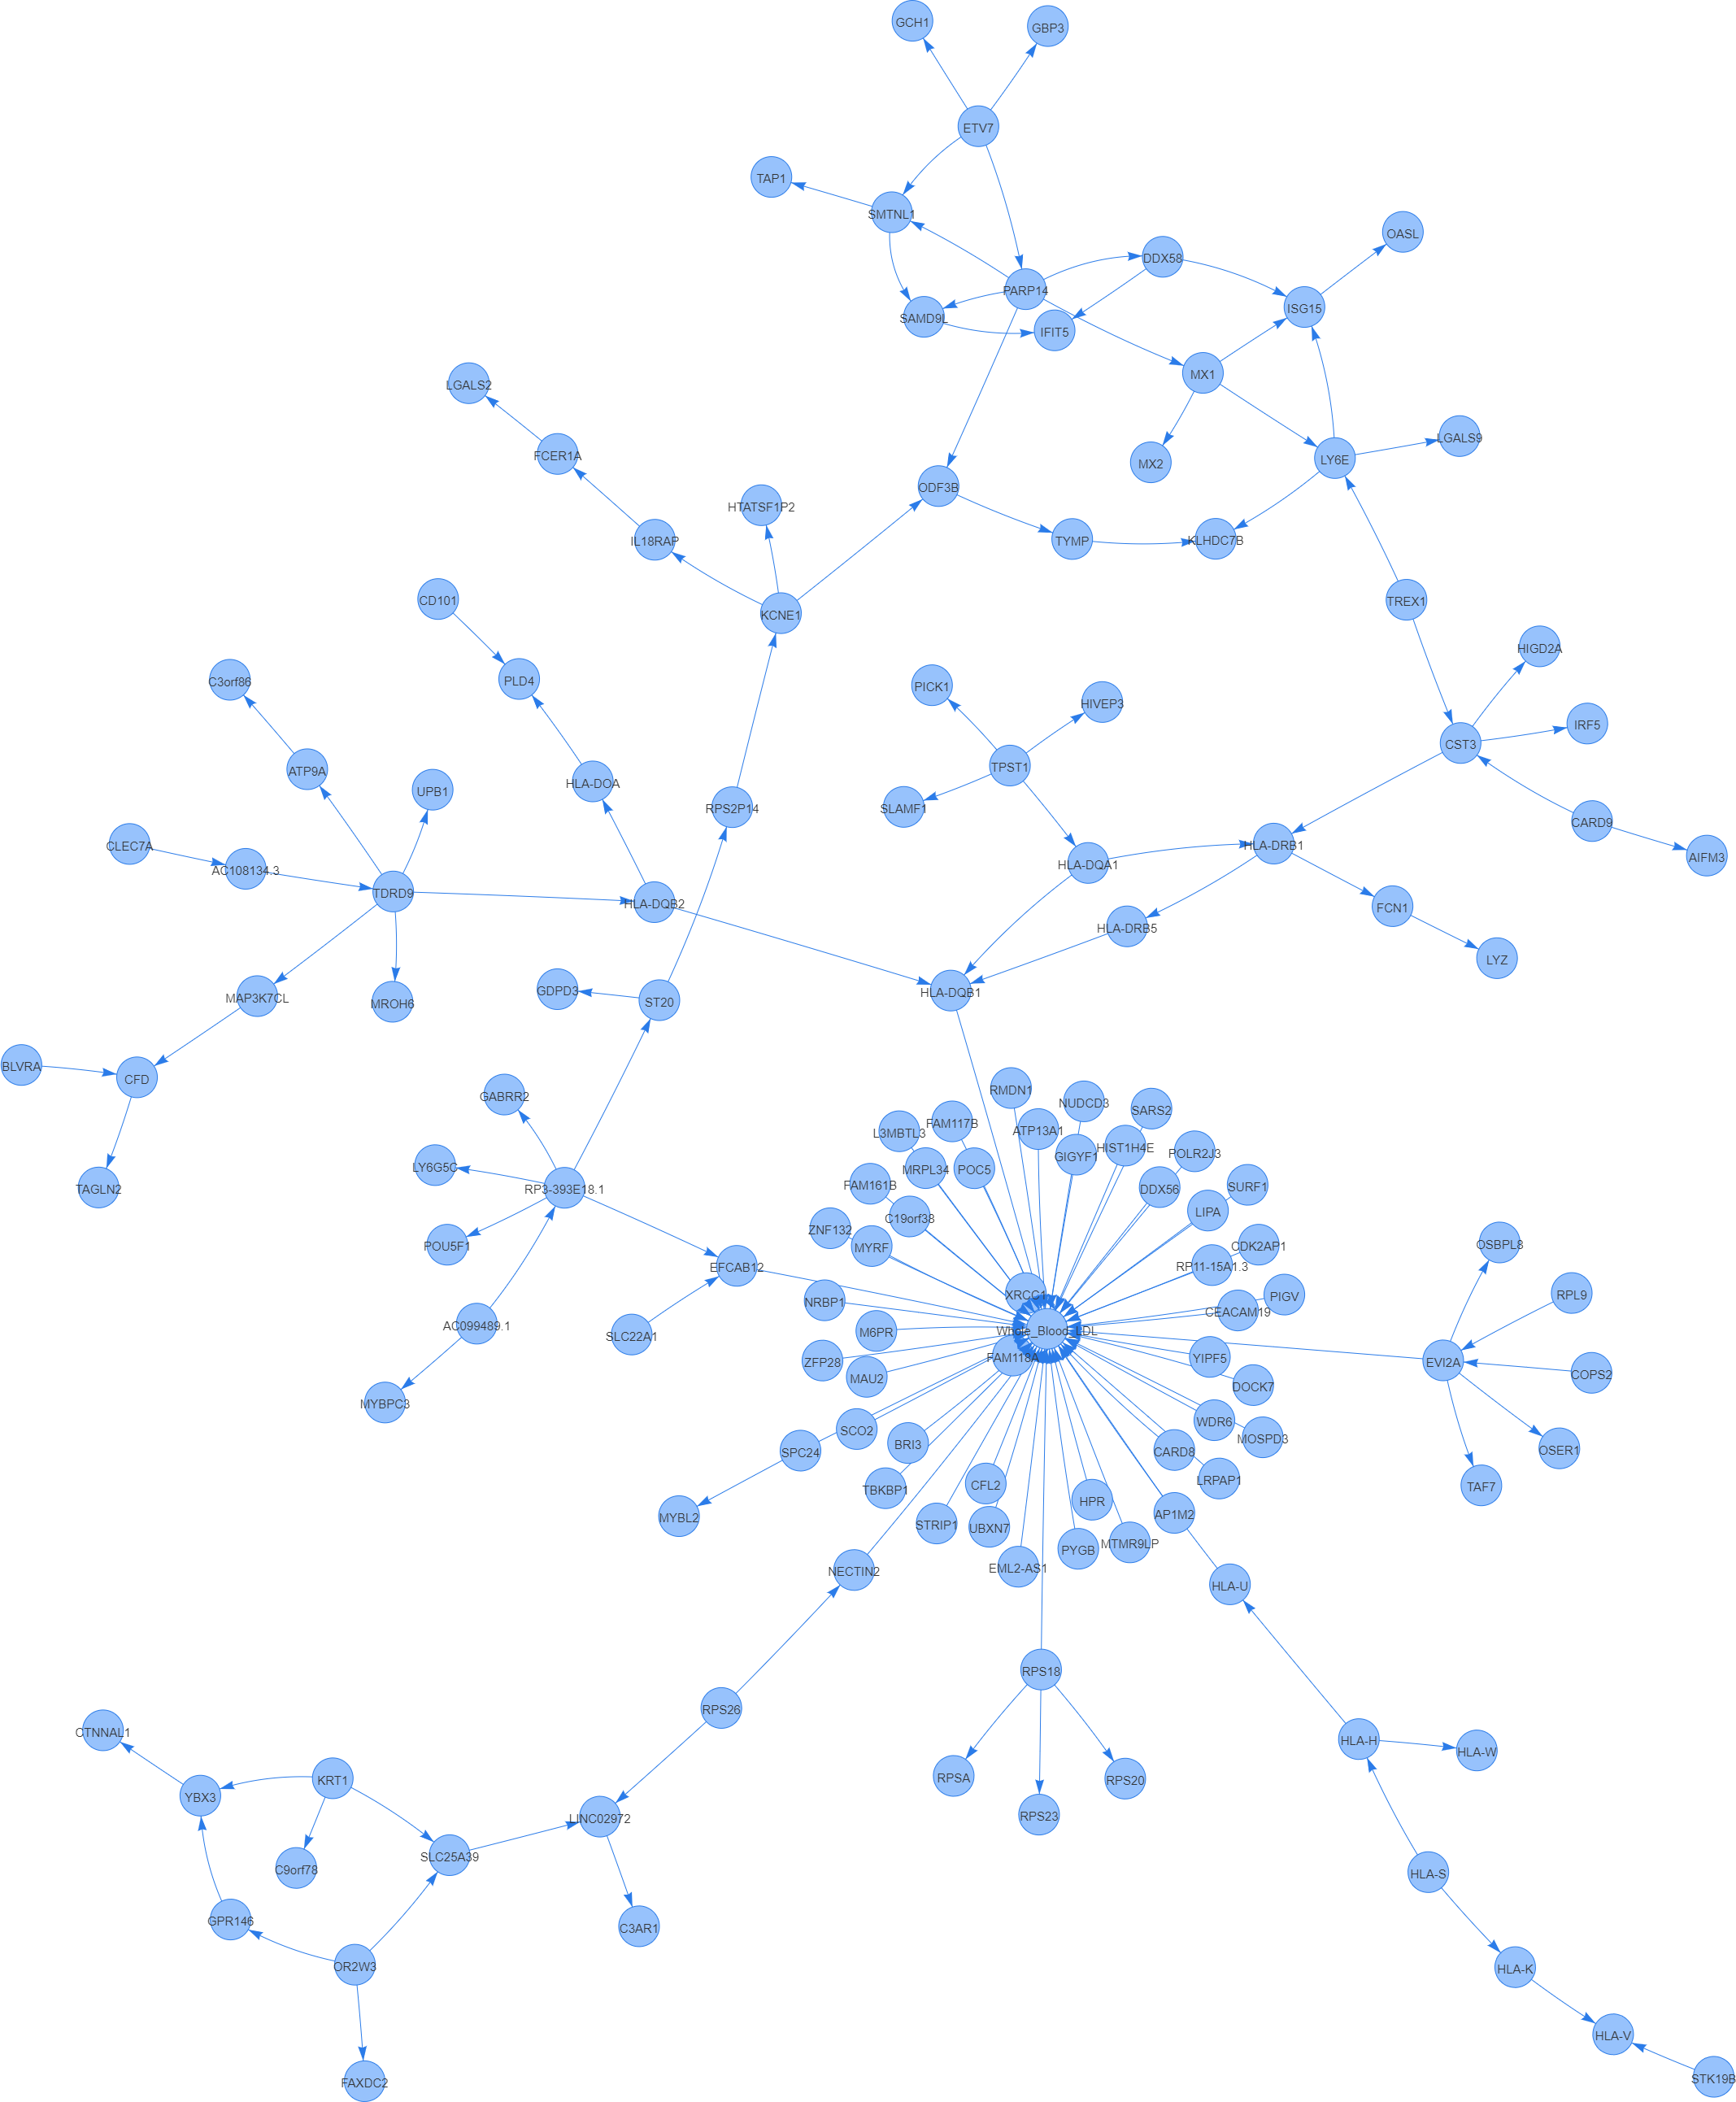 GCH1
GBP3
ETV7
TAP1
SMTNL1
OASL
DDX58
PARP14
ISG15
SAMD9L
IFIT5
MX1
LGALS2
LGALS9
FCER1A
LY6E
MX2
ODF3B
HTATSF1P2
IL18RAP
TYMP
KLHDC7B
CD101
TREX1
KCNE1
HIGD2A
C3orf86
PLD4
PICK1
HIVEP3
IRF5
CST3
ATP9A
TPST1
HLA-DOA
UPB1
RPS2P14
SLAMF1
CARD9
CLEC7A
HLA-DRB1
AIFM3
AC108134.3
HLA-DQA1
TDRD9
HLA-DQB2
FCN1
HLA-DRB5
LYZ
GDPD3
HLA-DQB1
MAP3K7CL
ST20
MROH6
BLVRA
CFD
RMDN1
GABRR2
NUDCD3
SARS2
FAM117B
ATP13A1
L3MBTL3
HIST1H4E
POLR2J3
GIGYF1
LY6G5C
MRPL34
POC5
TAGLN2
RP3-393E18.1
FAM161B
DDX56
SURF1
LIPA
C19orf38
ZNF132
POU5F1
MYRF
CDK2AP1
OSBPL8
EFCAB12
RP11-15A1.3
XRCC1
PIGV
RPL9
NRBP1
CEACAM19
AC099489.1
SLC22A1
M6PR
Whole_Blood_LDL
FAM118A
YIPF5
ZFP28
EVI2A
COPS2
MAU2
DOCK7
MYBPC3
WDR6
SCO2
MOSPD3
BRI3
CARD8
OSER1
SPC24
LRPAP1
CFL2
TAF7
TBKBP1
HPR
AP1M2
MYBL2
STRIP1
UBXN7
MTMR9LP
PYGB
EML2-AS1
NECTIN2
HLA-U
RPS18
RPS26
CTNNAL1
HLA-H
HLA-W
RPSA
KRT1
RPS20
YBX3
RPS23
LINC02972
SLC25A39
C9orf78
HLA-S
GPR146
C3AR1
OR2W3
HLA-K
HLA-V
FAXDC2
STK19B